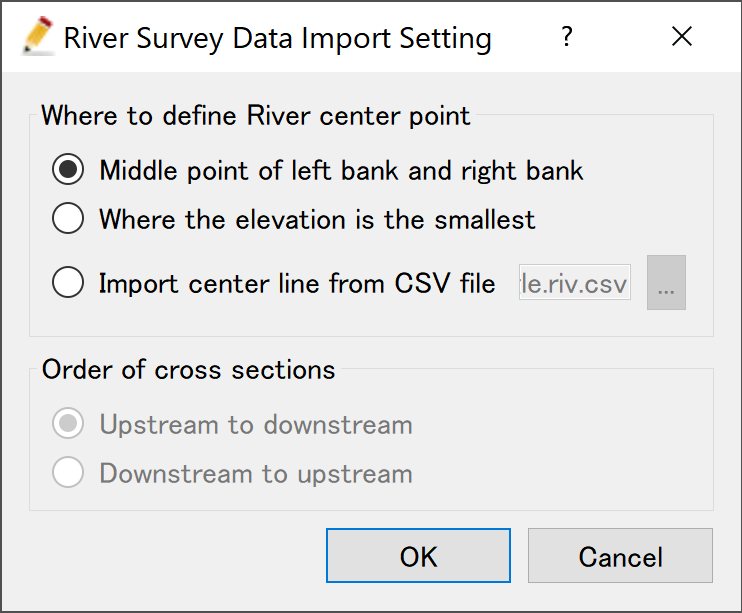 River Survey Data Import Setting ?
Where to define River center point
Middle point of left bank and right bank
Where the elevation is the smallest
Import center line from CSV file le.riv.csv ...
Order of cross sections
Upstream to downstream
Downstream to upstream
OK Cancel